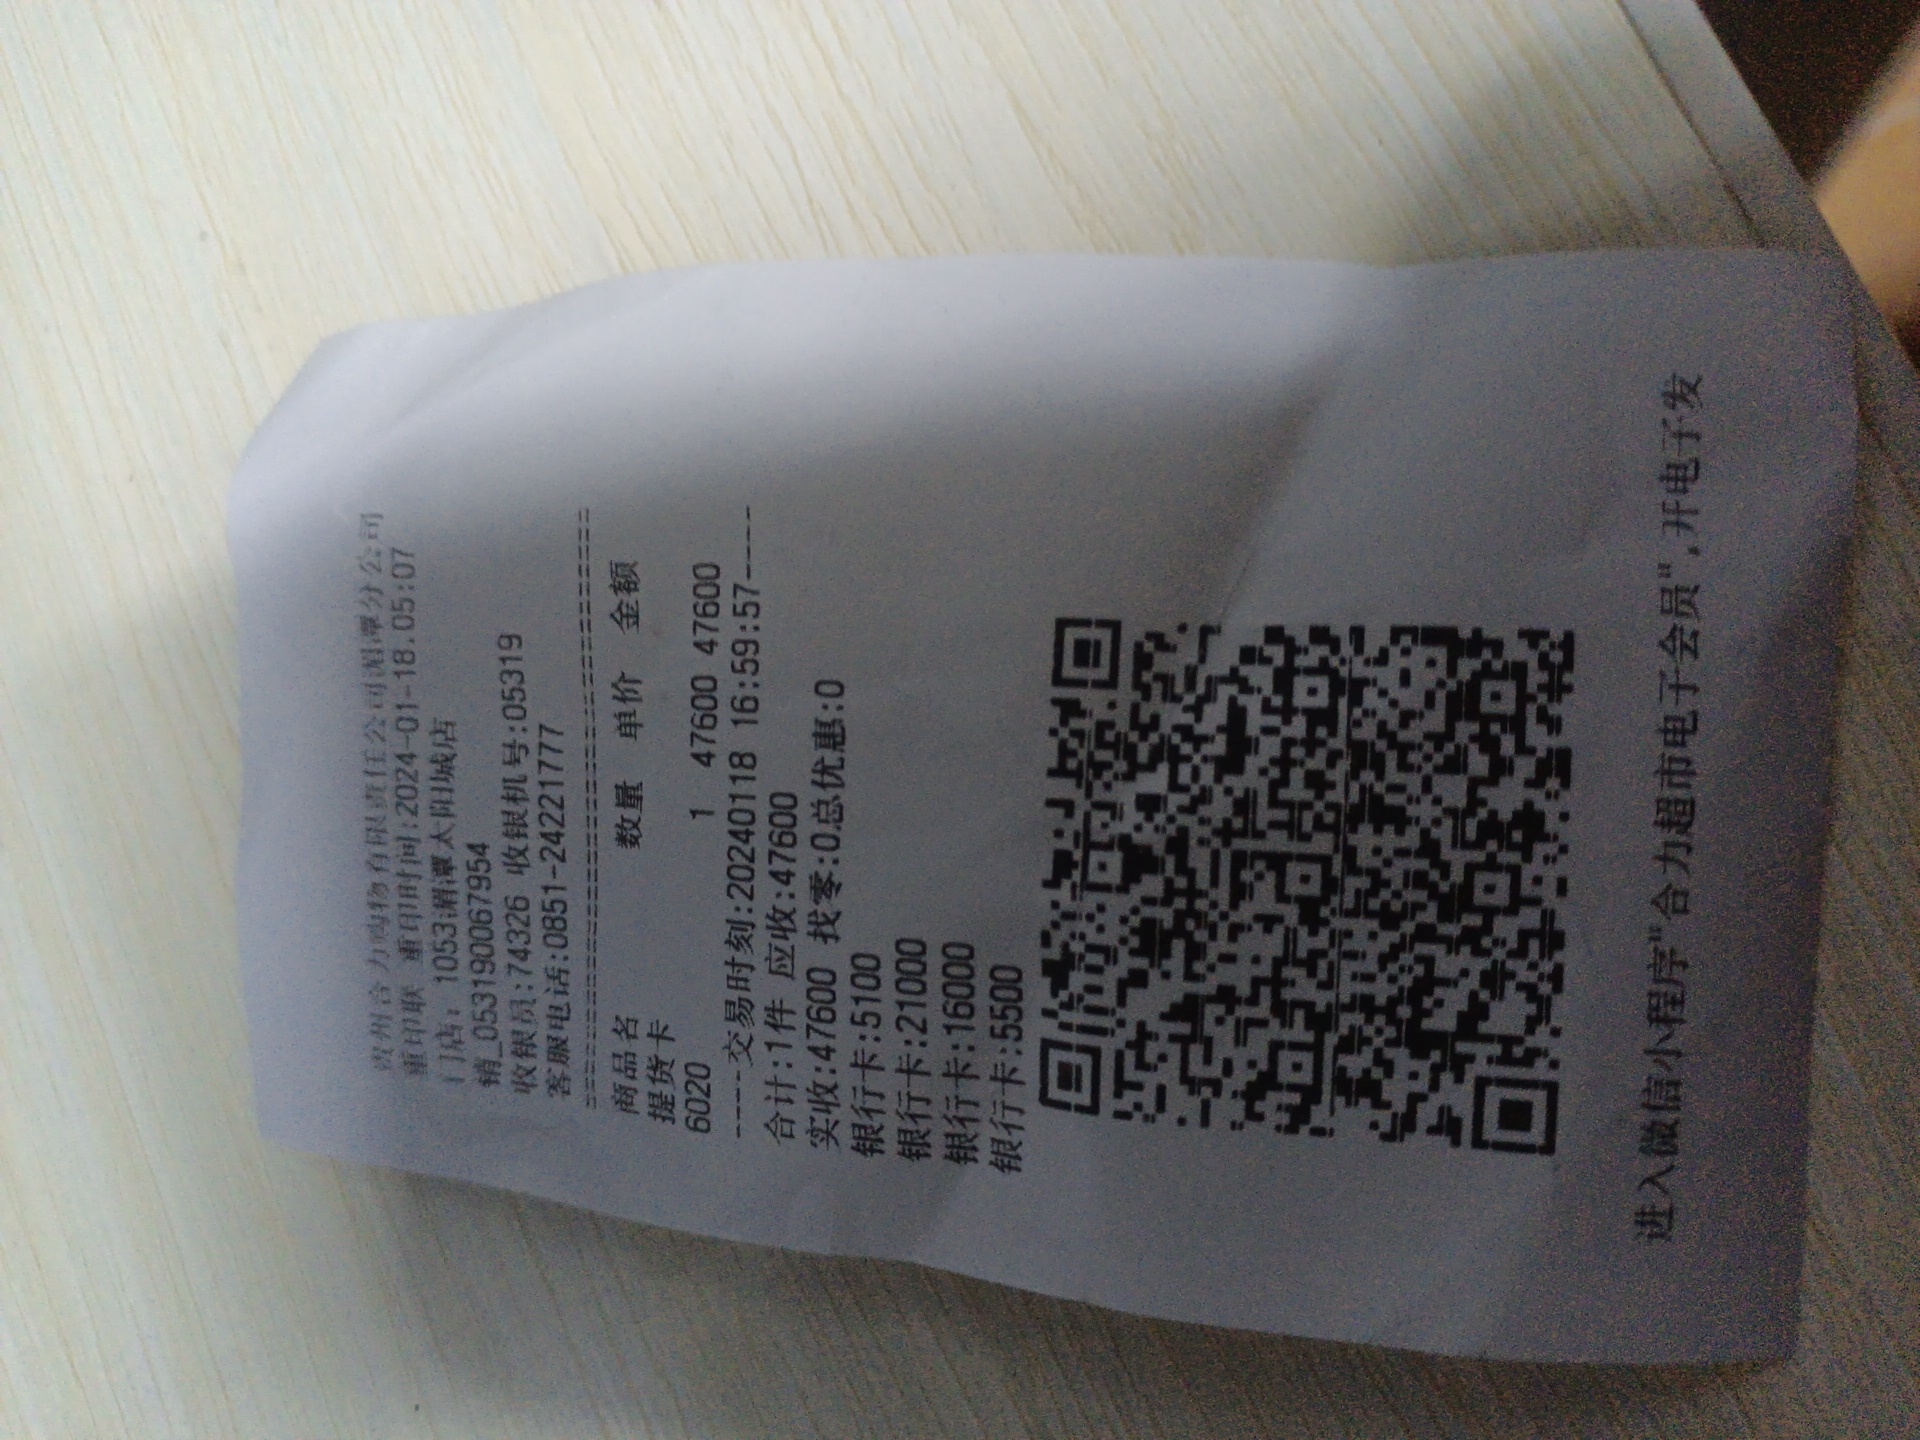 贵州合力购物有限责任公司湄潭分公司
重印联 重印时间:2024-01-18.05:07
门店: 1053湄潭太阳城店
销_053190067954
收银员:74326 收银机号:05319
客服电话:0851-24221777
商品名 数量 单价 金额
提货卡
6020 1 47600 47600
-----交易时刻:20240118 16:59:57-----
合计:1件 应收:47600
实收:47600 找零:0总优惠:0
银行卡:5100
银行卡:21000
银行卡:16000
银行卡:5500
进入微信小程序"合力超市电子会员",开电子发